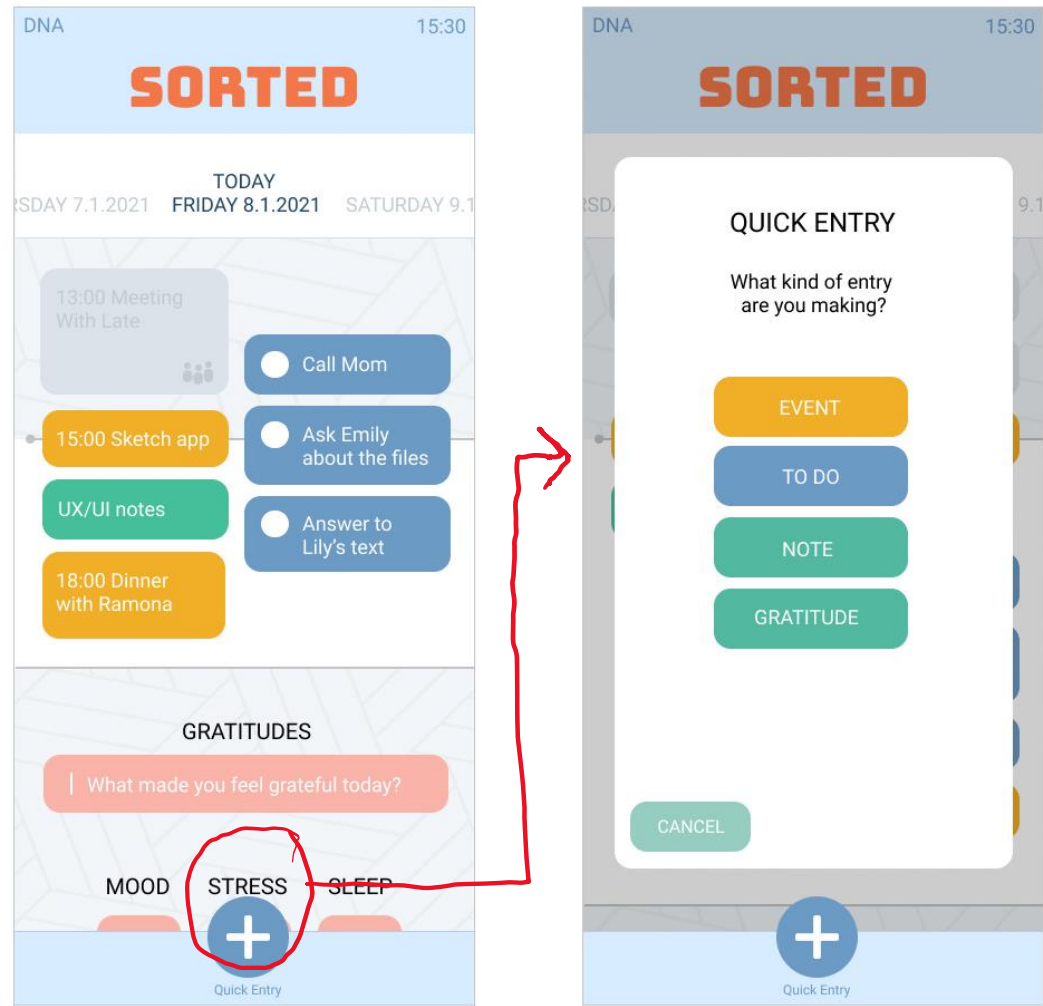 DNA
15:30
SORTED
TODAY
RSDAY 7.1.2021
FRIDAY 8.1.2021
SATURDAY 9.1
13:00 Meeting
With Late
Call Mom
15:00 Sketch app
Ask Emily
about the files
UX/UI notes
Answer to
Lily's text
18:00 Dinner
with Ramona
GRATITUDES
What made you feel grateful today?
MOOD
STRESS
SLEEP
Quick Entry
DNA
15:30
SORTED
RSD
9.1
QUICK ENTRY
What kind of entry
are you making?
EVENT
TO DO
NOTE
GRATITUDE
CANCEL
Quick Entry